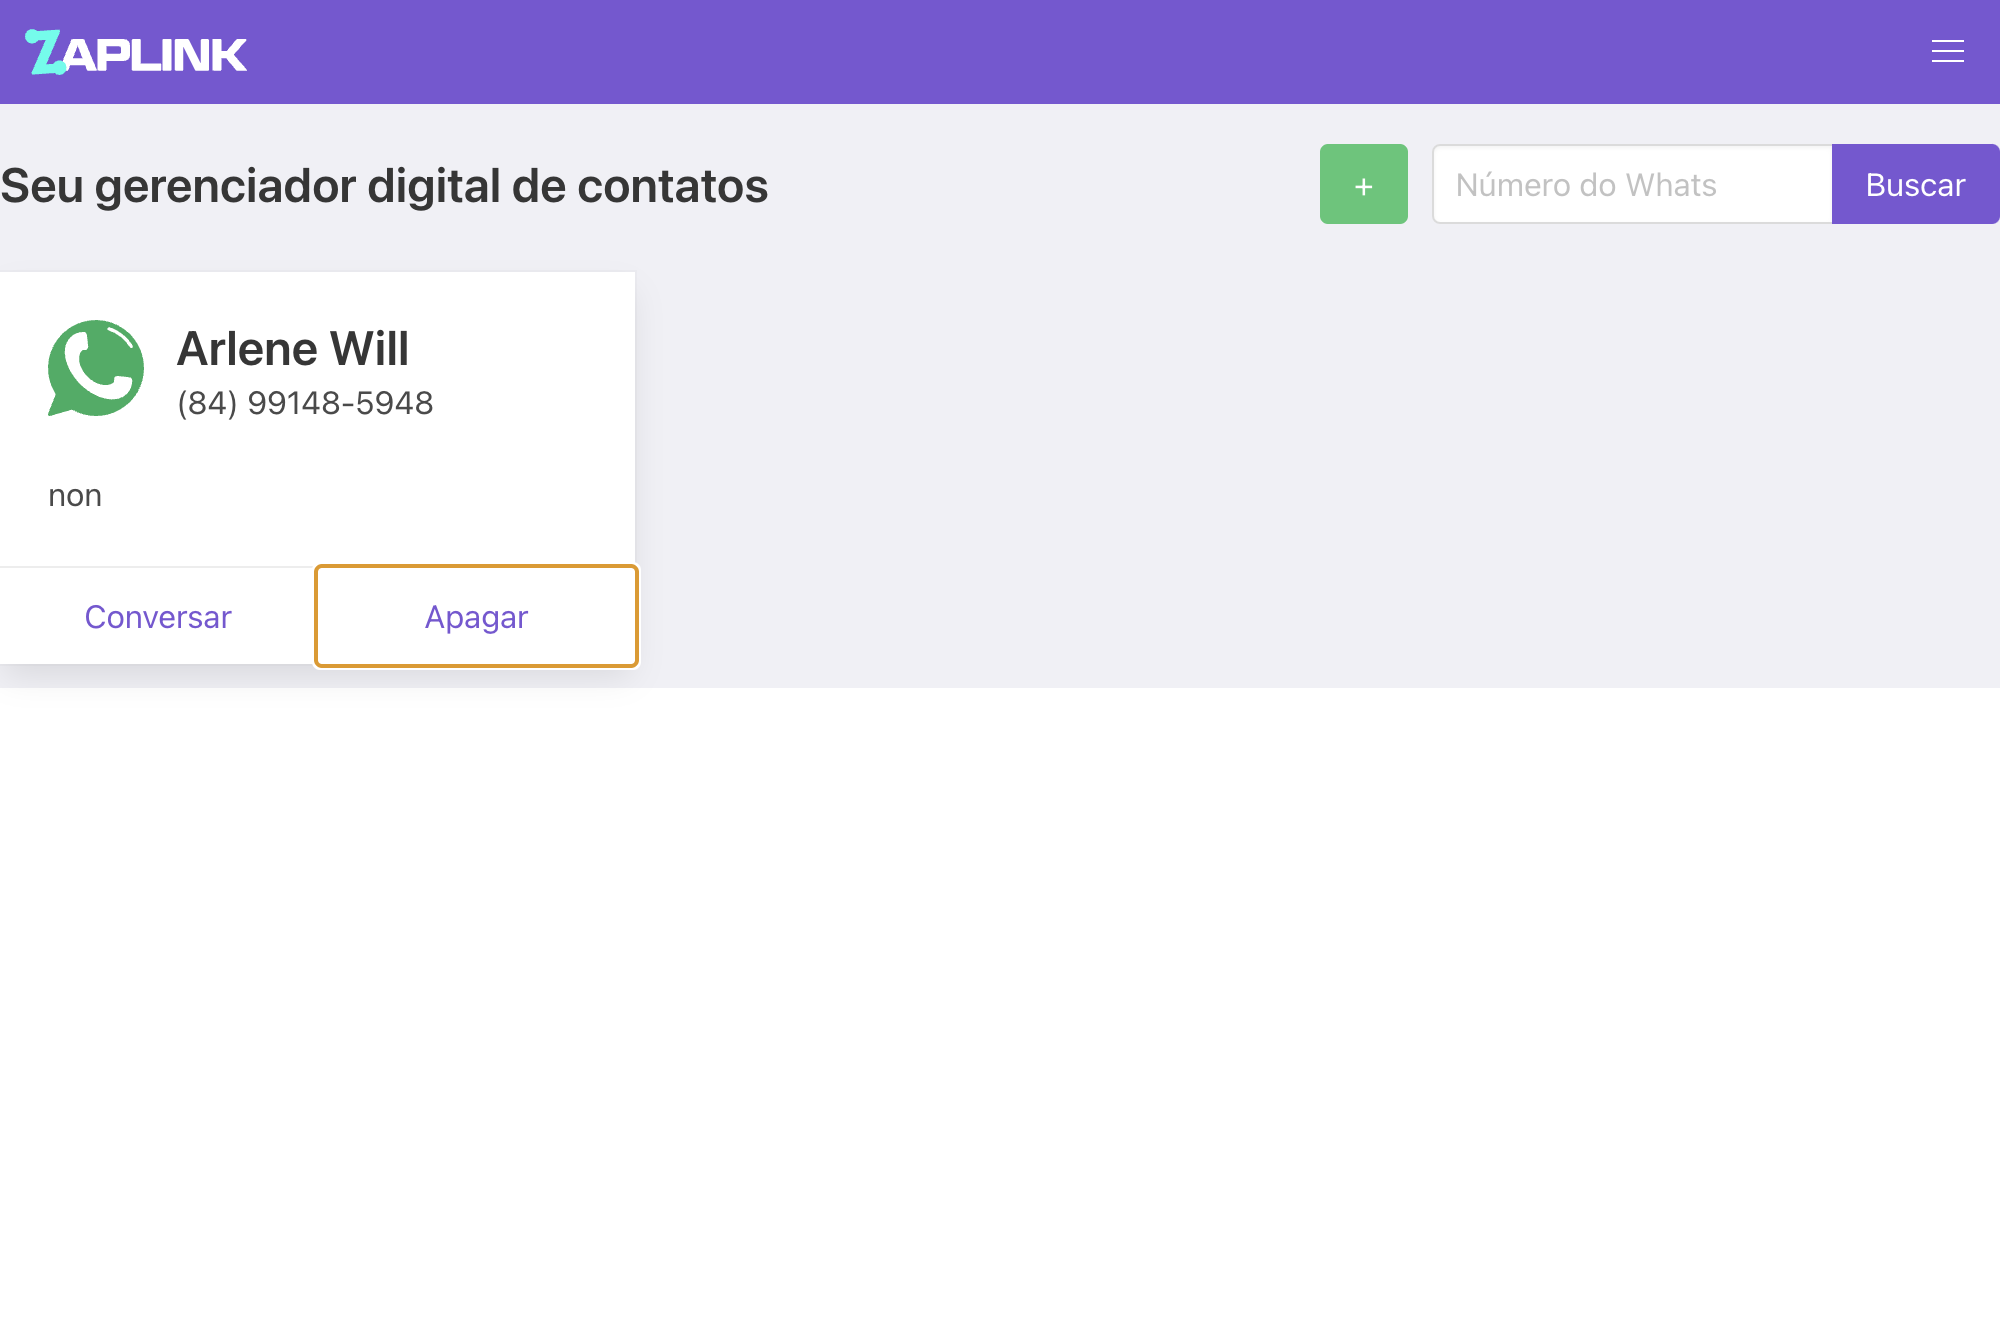 ZAPLINK
Seu gerenciador digital de contatos
+
Número do Whats
Buscar
Arlene Will
(84) 99148-5948
non
Conversar
Apagar